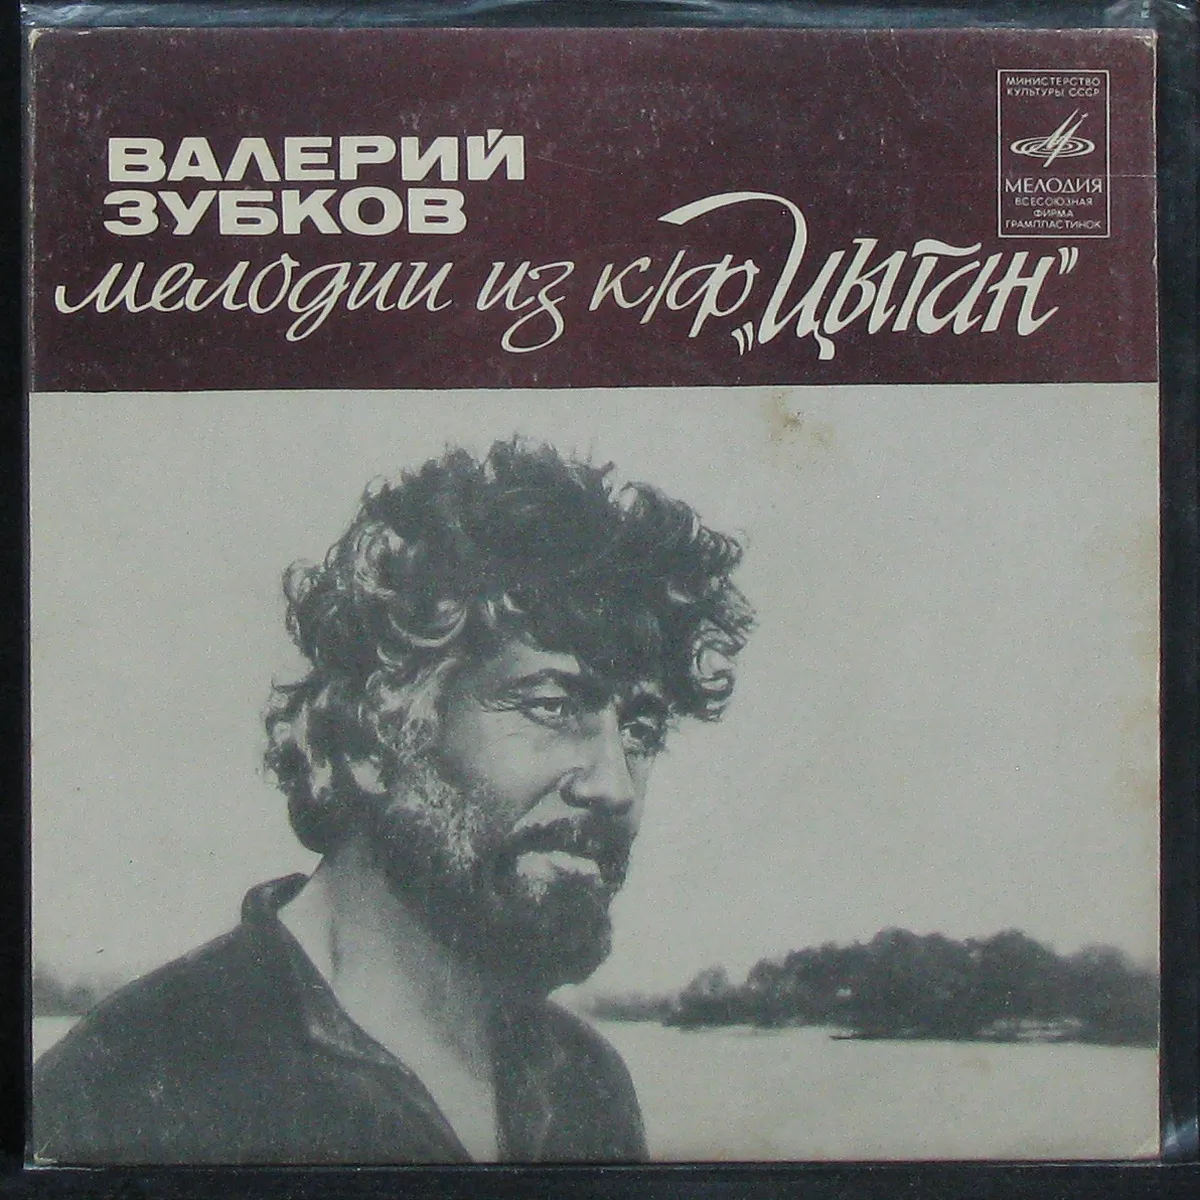 ВАЛЕРИЙ
ЗУБКОВ
мелодии из к/ф „Цыган”
МИНИСТЕРСТВО
КУЛЬТУРЫ СССР
МЕЛОДИЯ
ВСЕСОЮЗНАЯ
ФИРМА
ГРАМПЛАСТИНОК